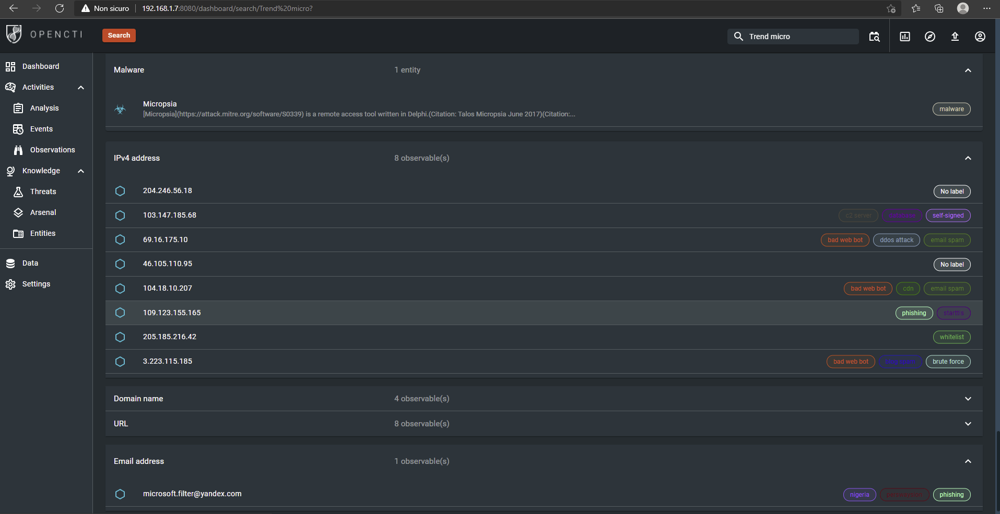 Non sicuro 192.168.1.7:8080/dashboard/search/Trend%20micro?
OPENCTI
Search
Trend micro
Dashboard
Activities
Analysis
Events
Observations
Knowledge
Threats
Arsenal
Entities
Data
Settings
Malware 1 entity
Micropsia
[Micropsia](https://attack.mitre.org/software/S0339) is a remote access tool written in Delphi.(Citation: Talos Micropsia June 2017)(Citation:...
malware
IPv4 address 8 observable(s)
204.246.56.18 No label
103.147.185.68 c2 server self-signed
69.16.175.10 bad web bot ddos attack email spam
46.105.110.95 No label
104.18.10.207 bad web bot cdn email spam
109.123.155.165 phishing starttls
205.185.216.42 whitelist
3.223.115.185 bad web bot blog spam brute force
Domain name 4 observable(s)
URL 8 observable(s)
Email address 1 observable(s)
microsoft.filter@yandex.com nigeria perswaysion phishing